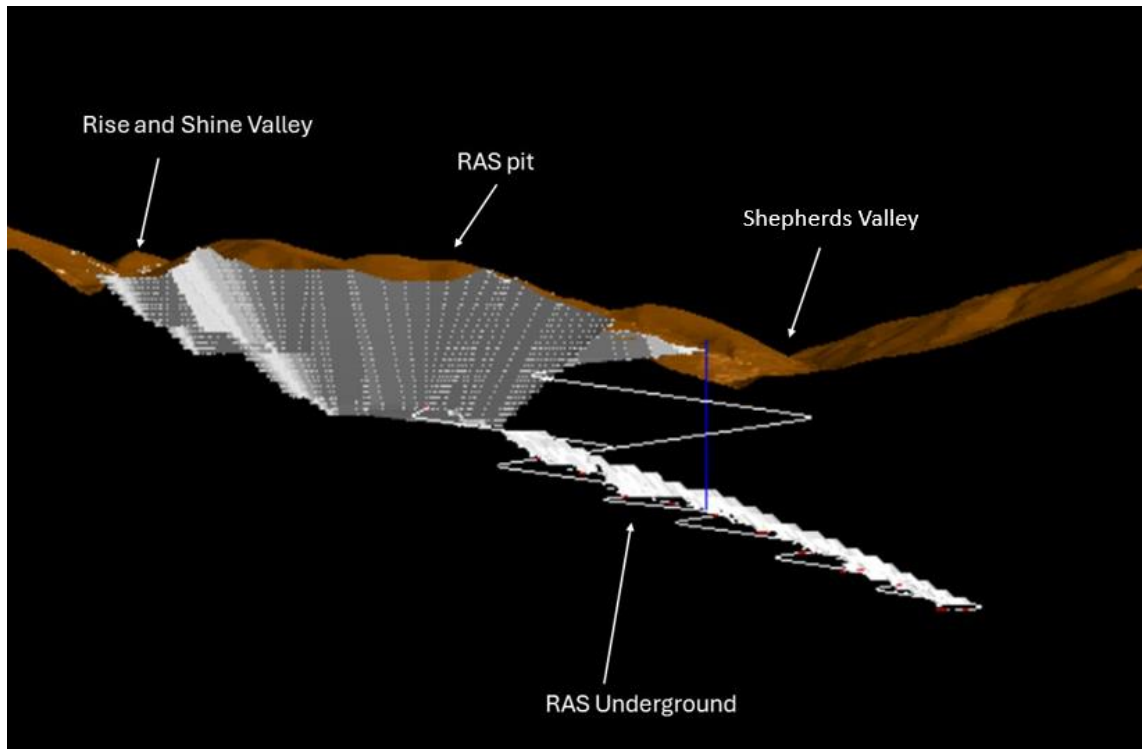 Rise and Shine Valley
RAS pit
Shepherds Valley
RAS Underground